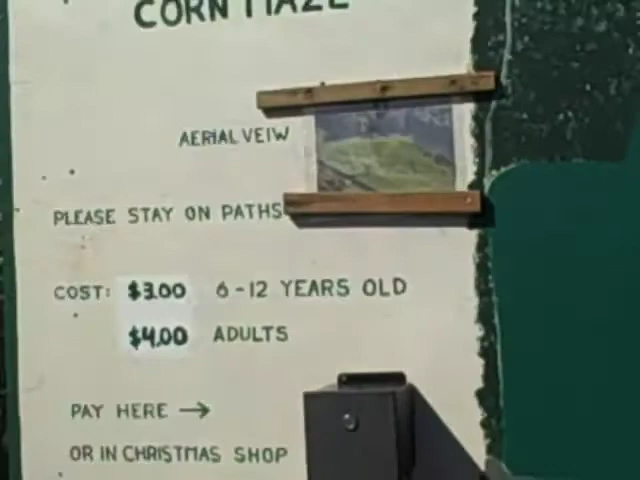 CORN MAZE
AERIAL VEIW
PLEASE STAY ON PATHS
COST: $3.00 6-12 YEARS OLD
$4.00 ADULTS
PAY HERE →
OR IN CHRISTMAS SHOP